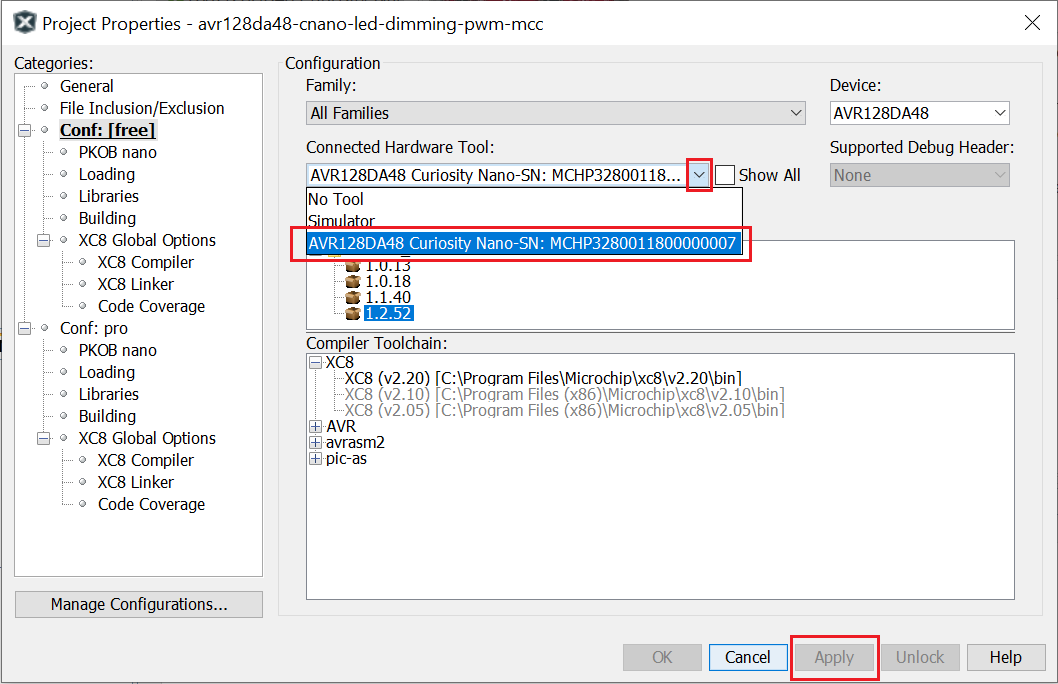 Project Properties - avr128da48-cnano-led-dimming-pwm-mcc
Categories:
General
File Inclusion/Exclusion
Conf: [free]
PKOB nano
Loading
Libraries
Building
XC8 Global Options
XC8 Compiler
XC8 Linker
Code Coverage
Conf: pro
PKOB nano
Loading
Libraries
Building
XC8 Global Options
XC8 Compiler
XC8 Linker
Code Coverage
Manage Configurations...
Configuration
Family:
All Families
Device:
AVR128DA48
Connected Hardware Tool:
AVR128DA48 Curiosity Nano-SN: MCHP32800118...
Show All
Supported Debug Header:
None
No Tool
Simulator
AVR128DA48 Curiosity Nano-SN: MCHP3280011800000007
1.0.13
1.0.18
1.1.40
1.2.52
Compiler Toolchain:
XC8
XC8 (v2.20) [C:\Program Files\Microchip\xc8\v2.20\bin]
XC8 (v2.10) [C:\Program Files (x86)\Microchip\xc8\v2.10\bin]
XC8 (v2.05) [C:\Program Files (x86)\Microchip\xc8\v2.05\bin]
AVR
avrasm2
pic-as
OK
Cancel
Apply
Unlock
Help